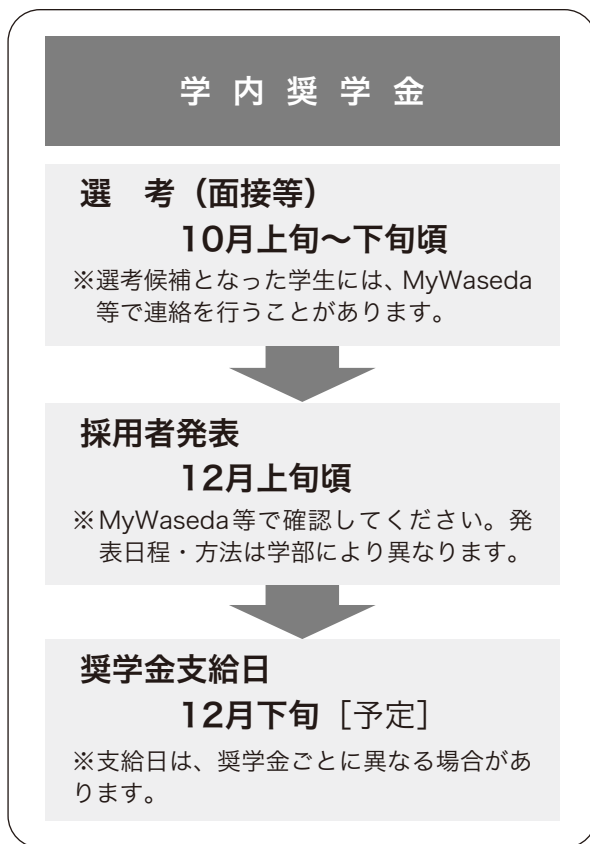 学内奨学金
選　考（面接等）
10月上旬〜下旬頃
※選考候補となった学生には、MyWaseda
等で連絡を行うことがあります。
採用者発表
12月上旬頃
※MyWaseda等で確認してください。発
表日程・方法は学部により異なります。
奨学金支給日
12月下旬［予定］
※支給日は、奨学金ごとに異なる場合があ
ります。